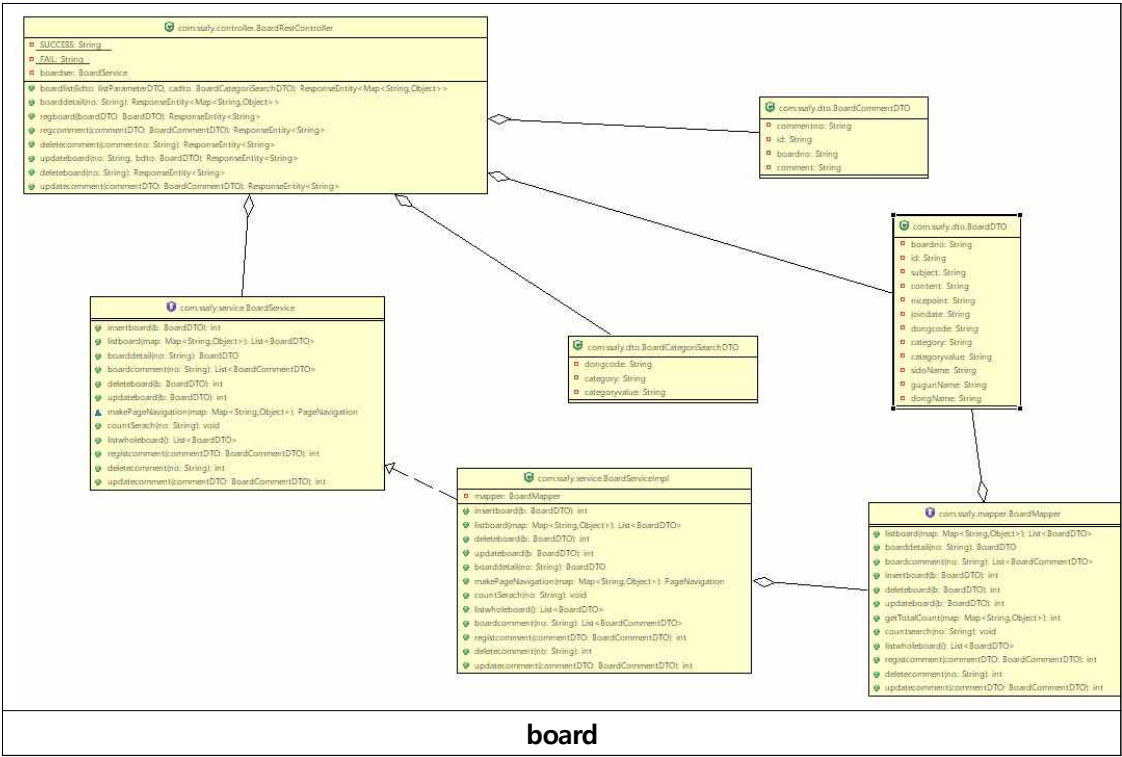 com.ssafy.controller.BoardRestController
SUCCESS: String
FAIL: String
boardser: BoardService
boardlist(ldto: listParameterDTO, cadto: BoardCategoriSearchDTO): ResponseEntity<Map<String,Object>>
boarddetail(no: String): ResponseEntity<Map<String,Object>>
regboard(boardDTO: BoardDTO): ResponseEntity<String>
regcomment(commentDTO: BoardCommentDTO): ResponseEntity<String>
deletecomment(commentno: String): ResponseEntity<String>
updateboard(no: String, bdto: BoardDTO): ResponseEntity<String>
deleteboard(no: String): ResponseEntity<String>
updatecomment(commentDTO: BoardCommentDTO): ResponseEntity<String>
com.ssafy.dto.BoardCommentDTO
commentno: String
id: String
boardno: String
comment: String
com.ssafy.dto.BoardDTO
boardno: String
id: String
subject: String
content: String
nicepoint: String
joindate: String
dongcode: String
category: String
categoryvalue: String
sidoName: String
gugunName: String
dongName: String
com.ssafy.service.BoardService
insertboard(b: BoardDTO): int
listboard(map: Map<String,Object>): List<BoardDTO>
boarddetail(no: String): BoardDTO
boardcomment(no: String): List<BoardCommentDTO>
deleteboard(b: BoardDTO): int
updateboard(b: BoardDTO): int
makePageNavigation(map: Map<String,Object>): PageNavigation
countSerach(no: String): void
listwholeboard(): List<BoardDTO>
registcomment(commentDTO: BoardCommentDTO): int
deletecomment(no: String): int
updatecomment(commentDTO: BoardCommentDTO): int
com.ssafy.dto.BoardCategoriSearchDTO
dongcode: String
category: String
categoryvalue: String
com.ssafy.service.BoardServiceImpl
mapper: BoardMapper
insertboard(b: BoardDTO): int
listboard(map: Map<String,Object>): List<BoardDTO>
deleteboard(b: BoardDTO): int
updateboard(b: BoardDTO): int
boarddetail(no: String): BoardDTO
makePageNavigation(map: Map<String,Object>): PageNavigation
countSerach(no: String): void
listwholeboard(): List<BoardDTO>
boardcomment(no: String): List<BoardCommentDTO>
registcomment(commentDTO: BoardCommentDTO): int
deletecomment(no: String): int
updatecomment(commentDTO: BoardCommentDTO): int
com.ssafy.mapper.BoardMapper
listboard(map: Map<String,Object>): List<BoardDTO>
boarddetail(no: String): BoardDTO
boardcomment(no: String): List<BoardCommentDTO>
insertboard(b: BoardDTO): int
deleteboard(b: BoardDTO): int
updateboard(b: BoardDTO): int
getTotalCount(map: Map<String,Object>): int
countserch(no: String): void
listwholeboard(): List<BoardDTO>
registcomment(commentDTO: BoardCommentDTO): int
deletecomment(no: String): int
updatecomment(commentDTO: BoardCommentDTO): int
board